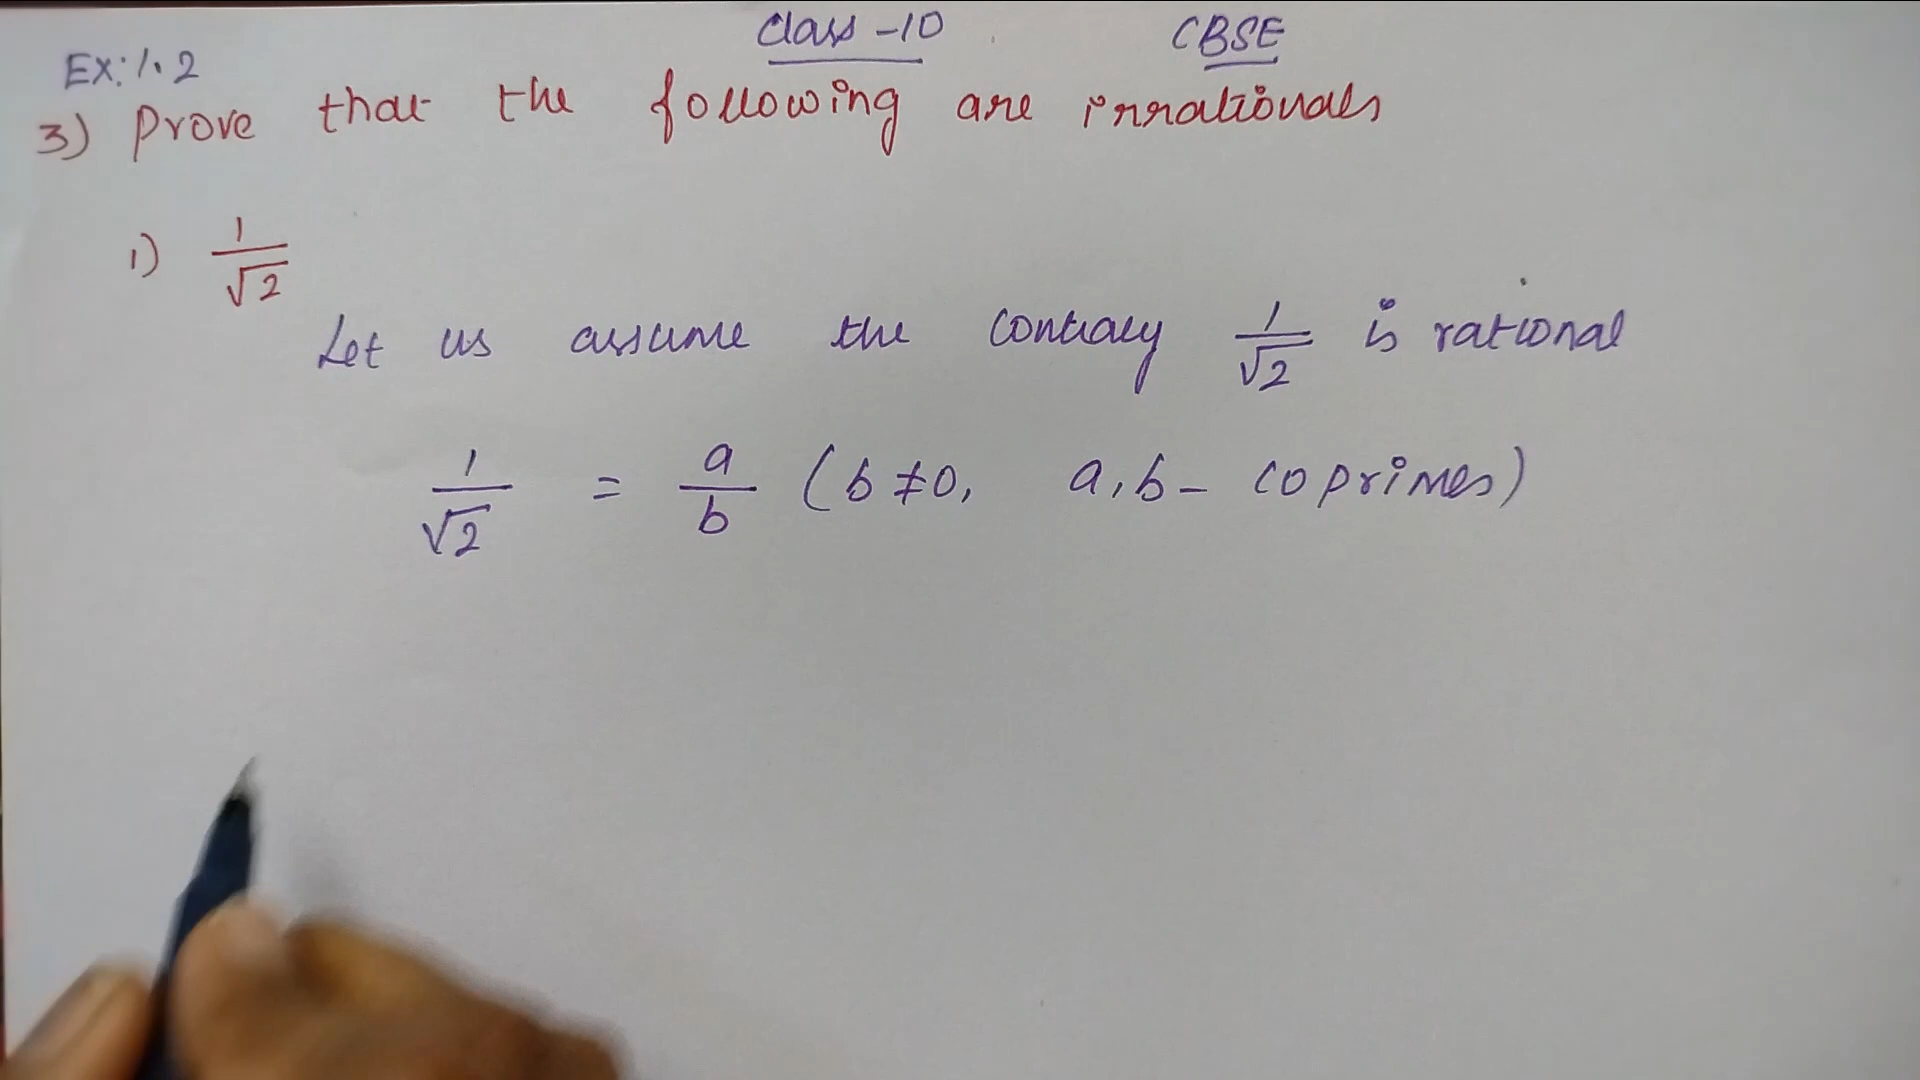 Class-10 CBSE
Ex: 1.2
3) Prove that the following are irrationals
1) 1/√2
Let us assume the contrary 1/√2 is rational
1/√2 = a/b (b≠0, a,b- coprimes)